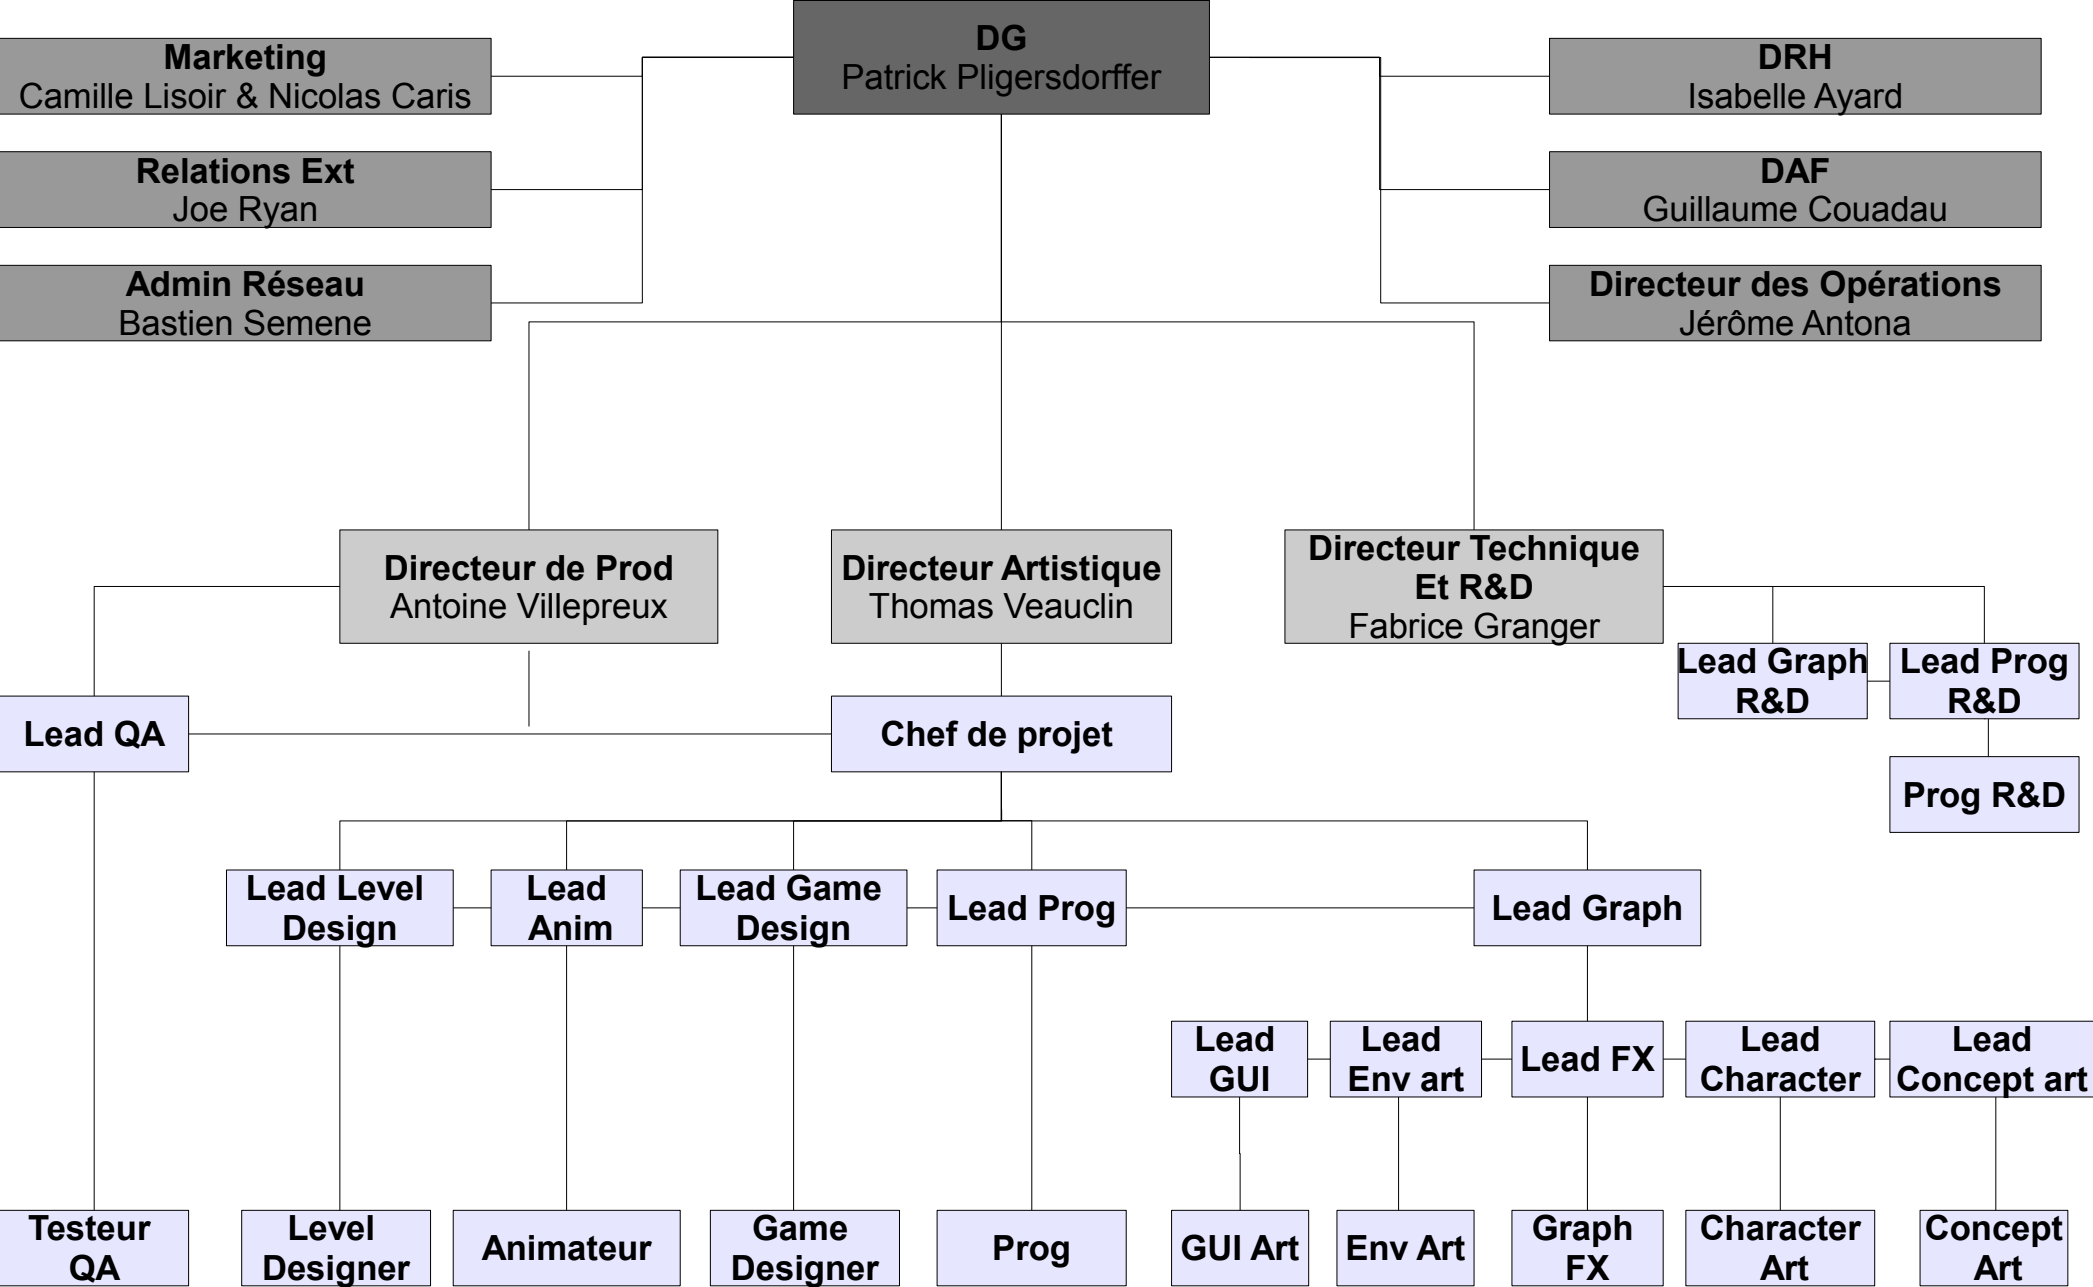 DG
Patrick Pligersdorffer
Marketing
Camille Lisoir & Nicolas Caris
Relations Ext
Joe Ryan
Admin Réseau
Bastien Semene
DRH
Isabelle Ayard
DAF
Guillaume Couadau
Directeur des Opérations
Jérôme Antona
Directeur de Prod
Antoine Villepreux
Directeur Artistique
Thomas Veauclin
Directeur Technique
Et R&D
Fabrice Granger
Lead Graph
R&D
Lead Prog
R&D
Prog R&D
Lead QA
Chef de projet
Lead Level
Design
Lead
Anim
Lead Game
Design
Lead Prog
Lead Graph
Lead
GUI
Lead
Env art
Lead FX
Lead
Character
Lead
Concept art
Testeur
QA
Level
Designer
Animateur
Game
Designer
Prog
GUI Art
Env Art
Graph
FX
Character
Art
Concept
Art